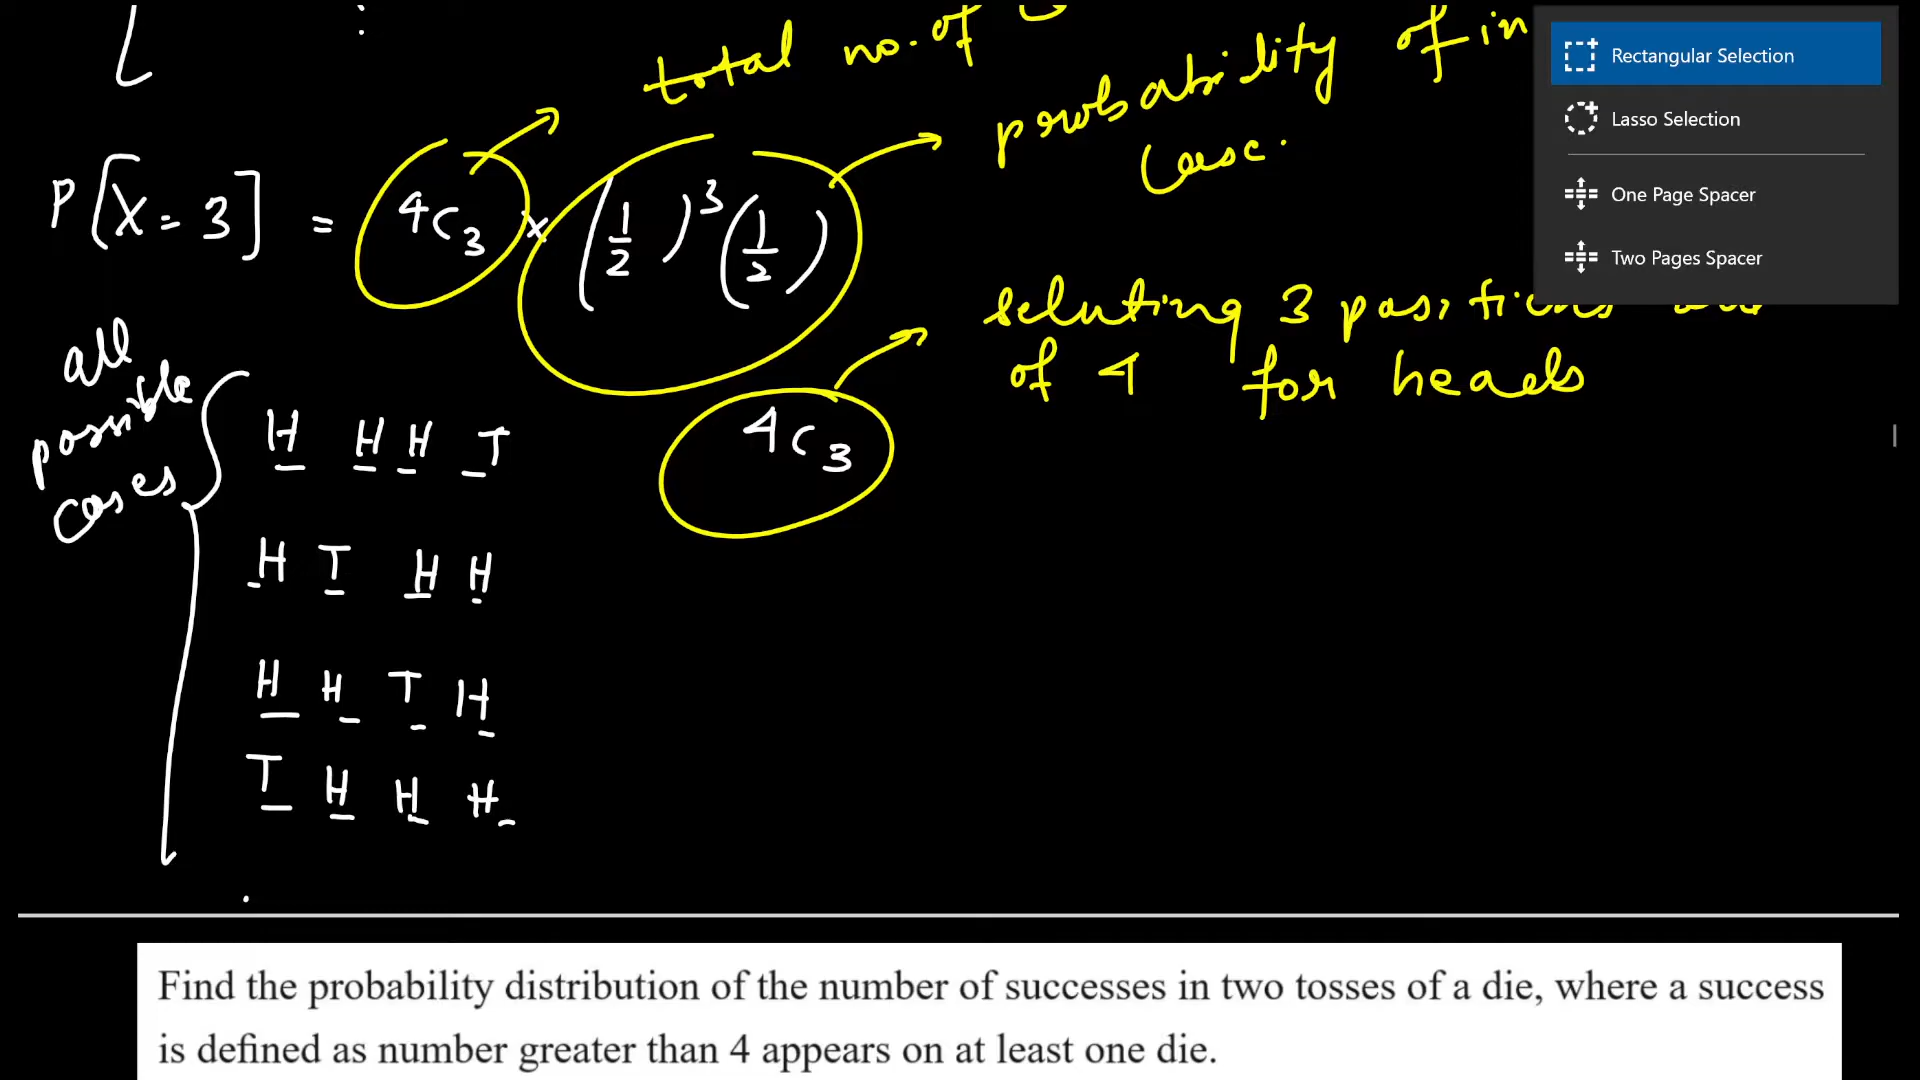 total no. of
probability of in
case.
P[X = 3] = 4C3 × (1/2)^3 (1/2)
selecting 3 positions
of 4 for heads
4C3
all
possible
cases
H H H T
H T H H
H H T H
T H H H
Find the probability distribution of the number of successes in two tosses of a die, where a success
is defined as number greater than 4 appears on at least one die.
Rectangular Selection
Lasso Selection
One Page Spacer
Two Pages Spacer